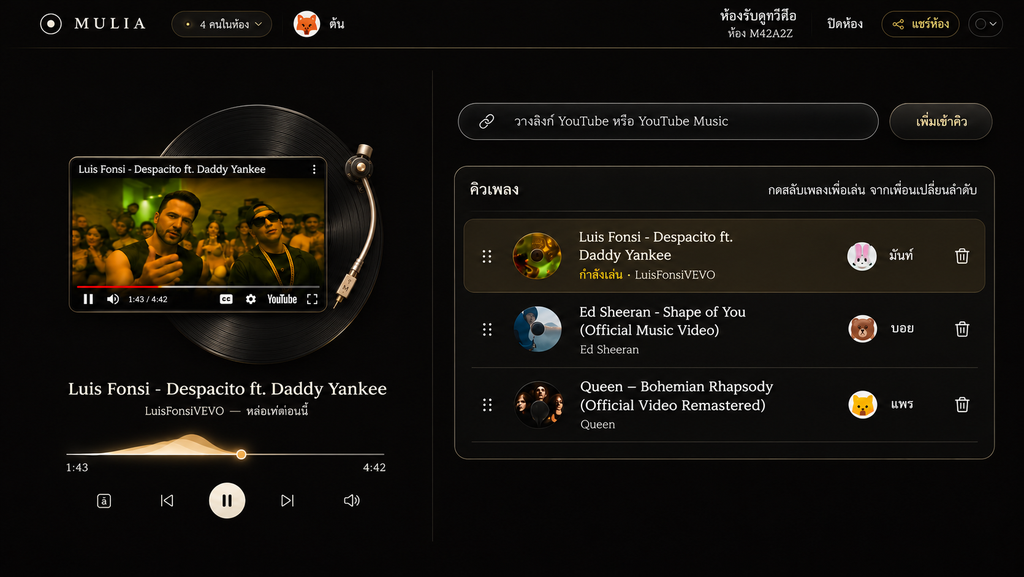 MULIA
4 คนในห้อง
ต้น
ห้องรับดูทวีศือ
ห้อง M42A2Z
ปิดห้อง
แชร์ห้อง
Luis Fonsi - Despacito ft. Daddy Yankee
1:43 / 4:42
CC
YouTube
M
Luis Fonsi - Despacito ft. Daddy Yankee
LuisFonsiVEVO — หล่อเท่ต่อนนี้
1:43
4:42
ā
วางลิงก์ YouTube หรือ YouTube Music
เพิ่มเข้าคิว
คิวเพลง
กดสลับเพลงเพื่อเล่น จากเพื่อนเปลี่ยนลำดับ
Luis Fonsi - Despacito ft.
Daddy Yankee
กำลังเล่น · LuisFonsiVEVO
มันท์
Ed Sheeran - Shape of You
(Official Music Video)
Ed Sheeran
บอย
Queen – Bohemian Rhapsody
(Official Video Remastered)
Queen
แพร